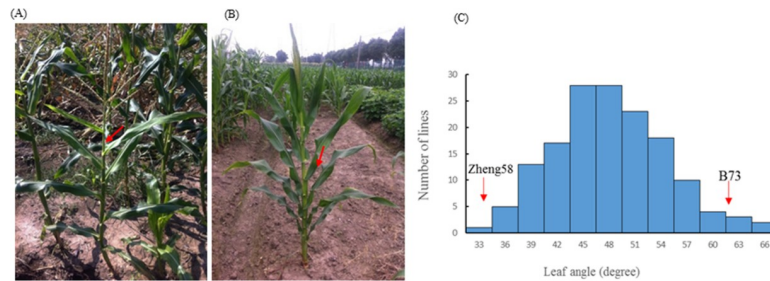 (A)
(B)
(C)
Number of lines
30
25
20
15
10
5
0
Zheng58
B73
33 36 39 42 45 48 51 54 57 60 63 66
Leaf angle (degree)